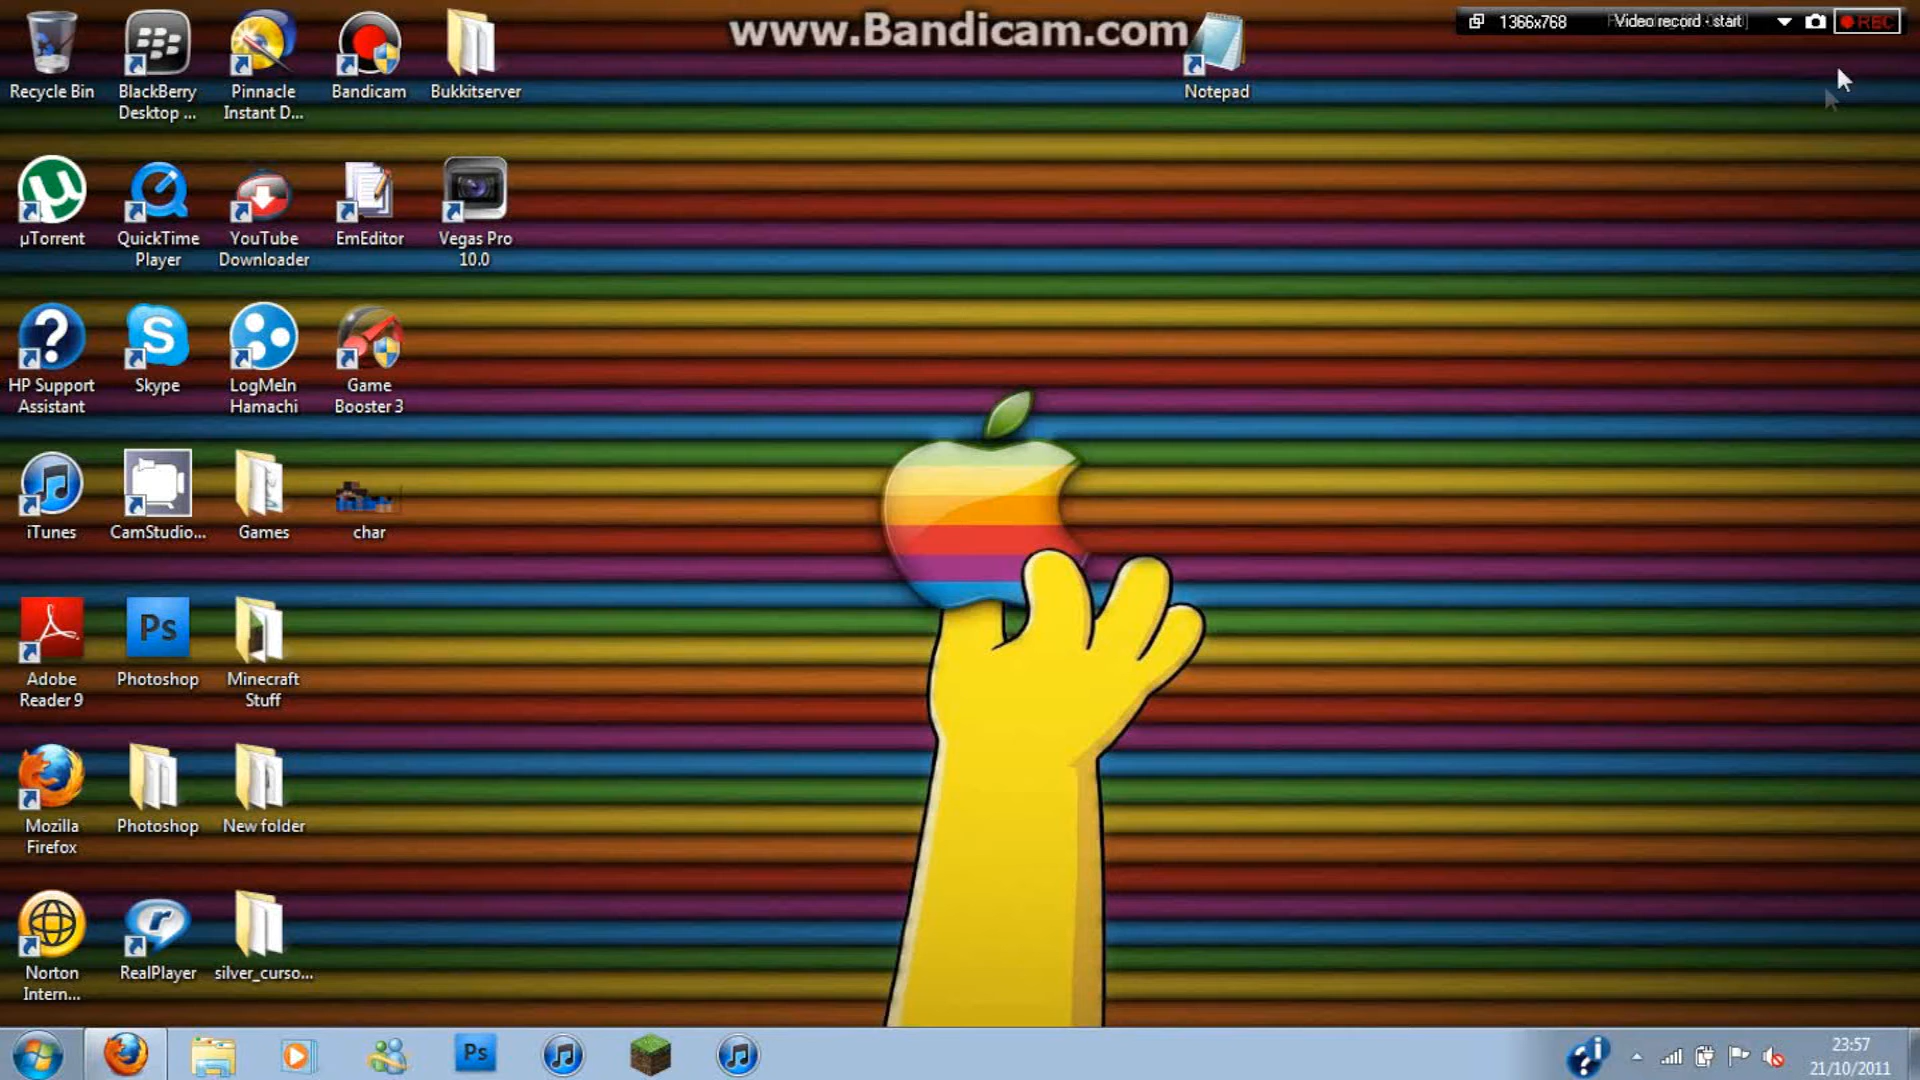 www.Bandicam.com
1366x768
Video record - start
REC
Recycle Bin
BlackBerry
Desktop ...
Pinnacle
Instant D...
Bandicam
Bukkitserver
Notepad
µTorrent
QuickTime
Player
YouTube
Downloader
EmEditor
Vegas Pro
10.0
HP Support
Assistant
Skype
LogMeIn
Hamachi
Game
Booster 3
iTunes
CamStudio...
Games
char
Adobe
Reader 9
Ps
Photoshop
Minecraft
Stuff
Mozilla
Firefox
Photoshop
New folder
Norton
Intern...
RealPlayer
silver_curso...
Ps
23:57
21/10/2011